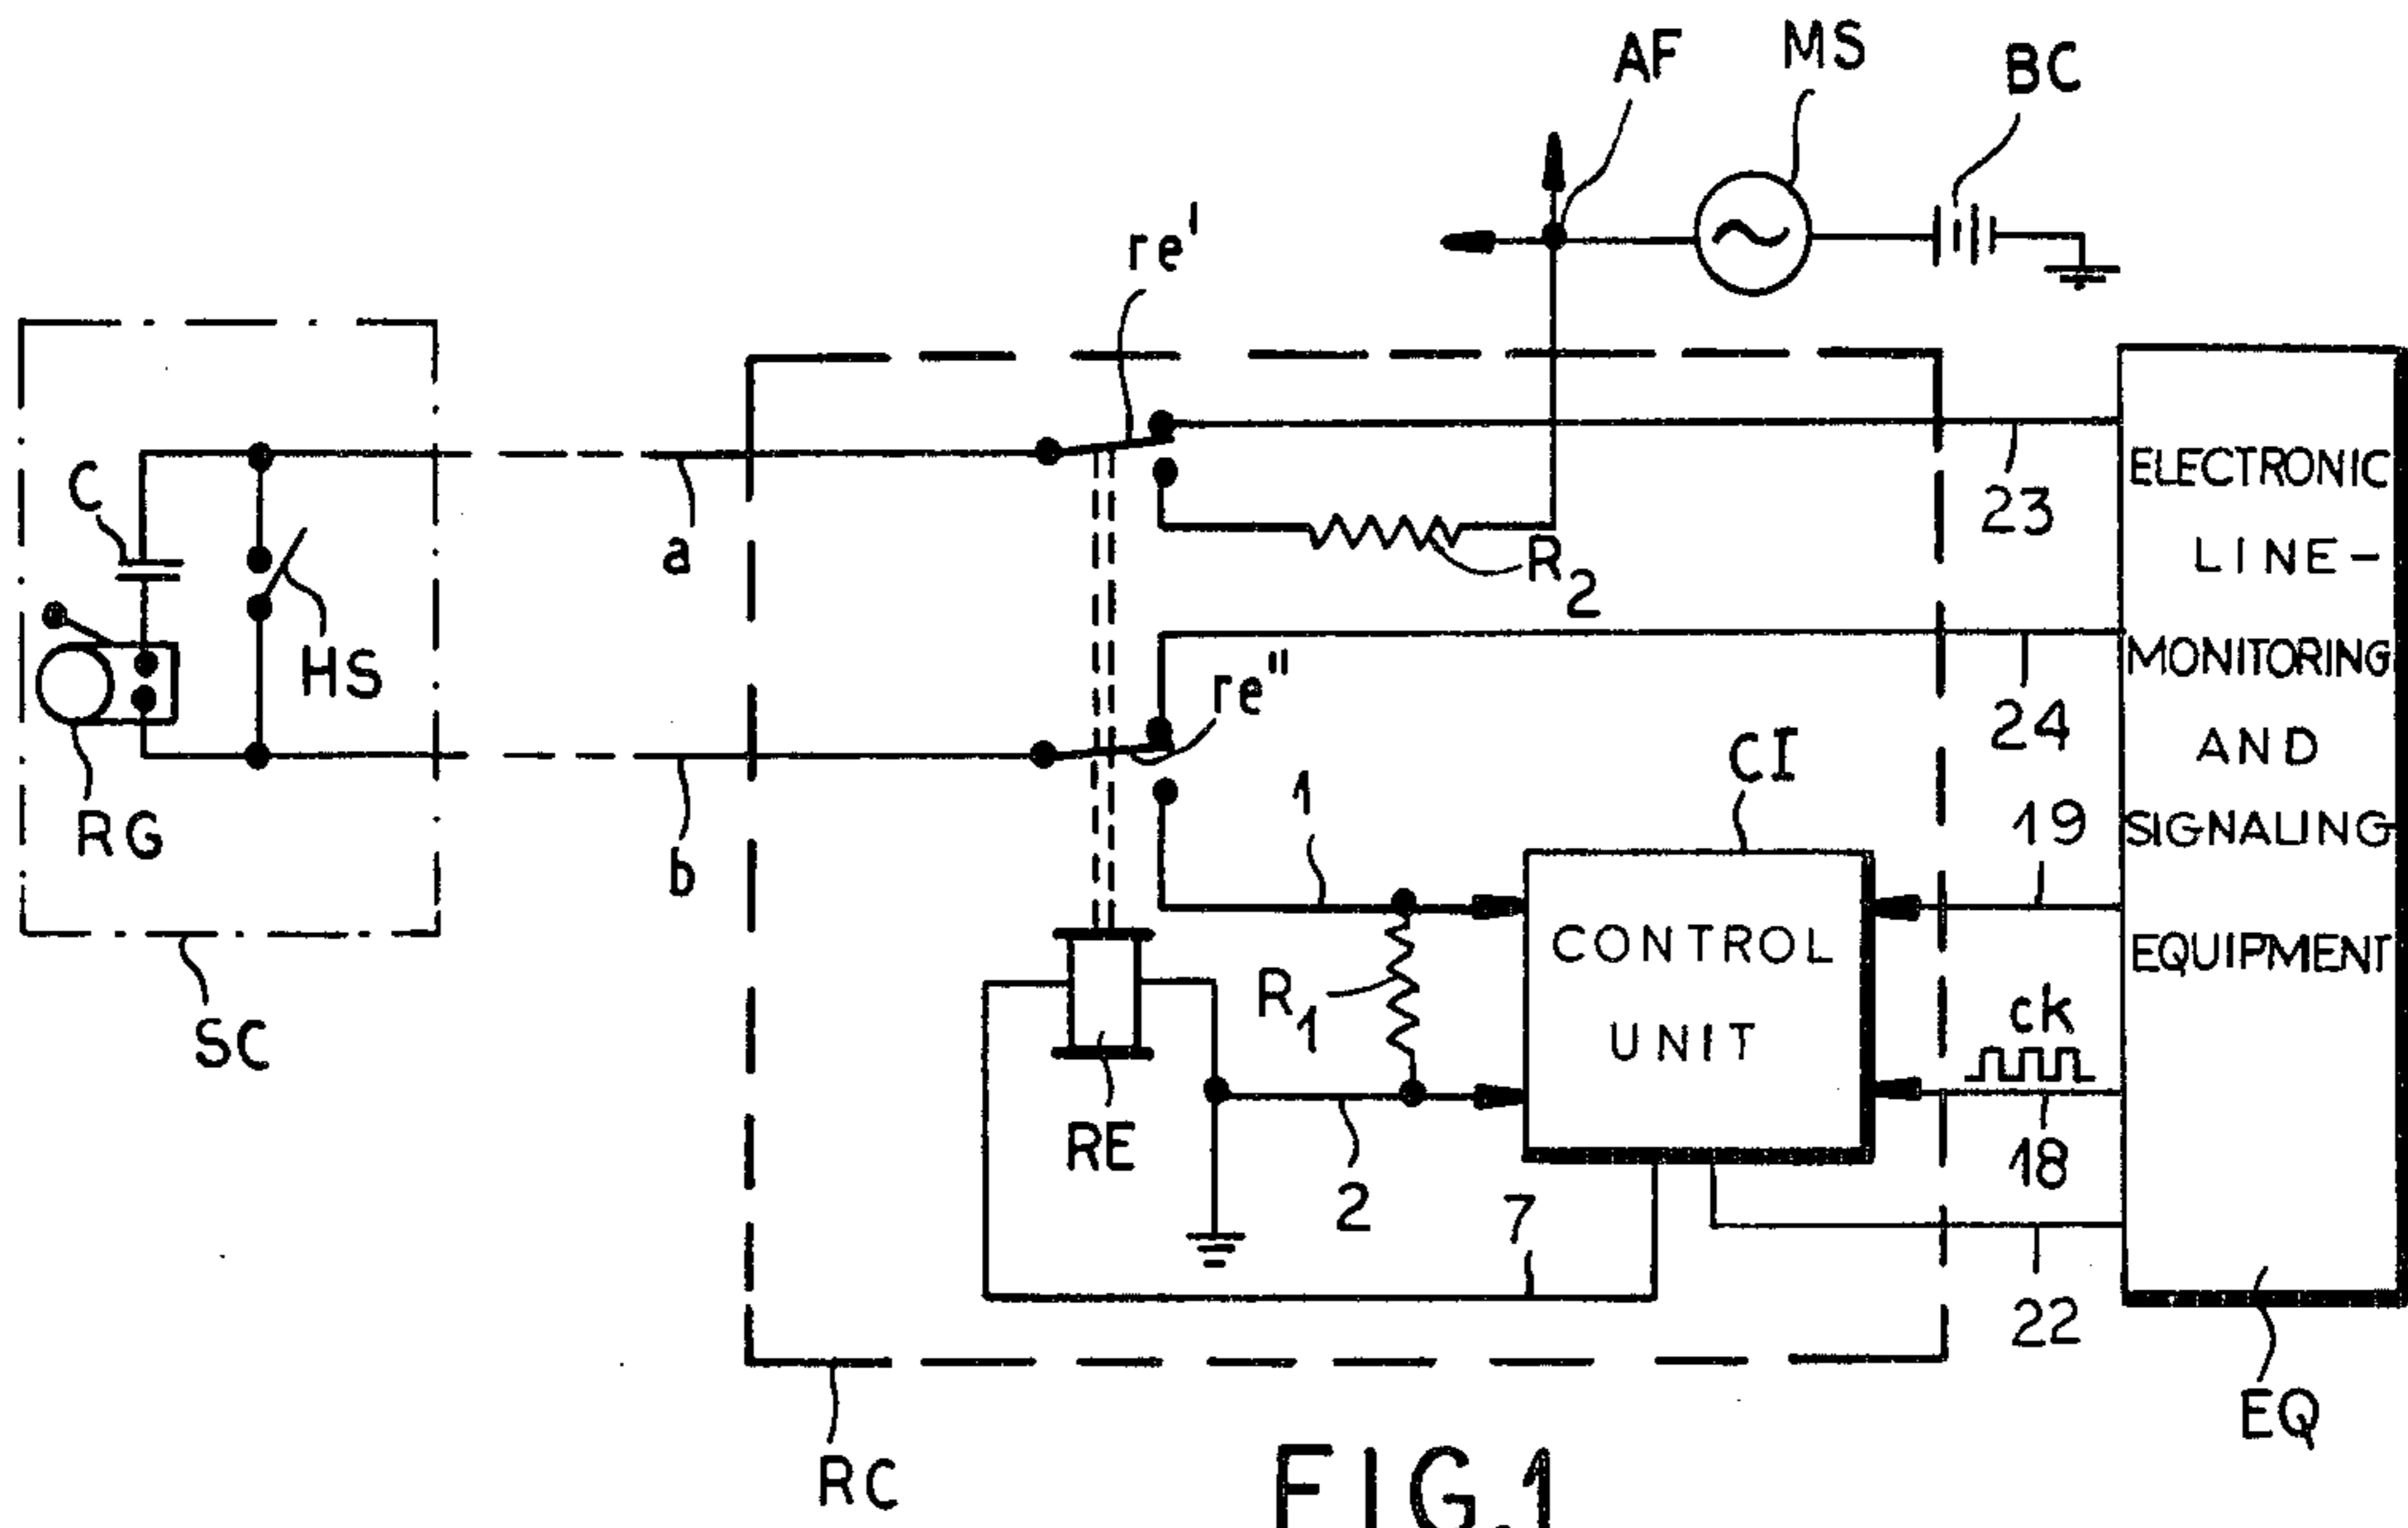 AF
MS
BC
re'
C
HS
RG
SC
a
b
R2
re"
23
24
ELECTRONIC
LINE-
MONITORING
AND
SIGNALING
EQUIPMENT
CI
1
19
CONTROL
UNIT
R1
ck
18
RE
2
7
22
EQ
RC
FIG.1